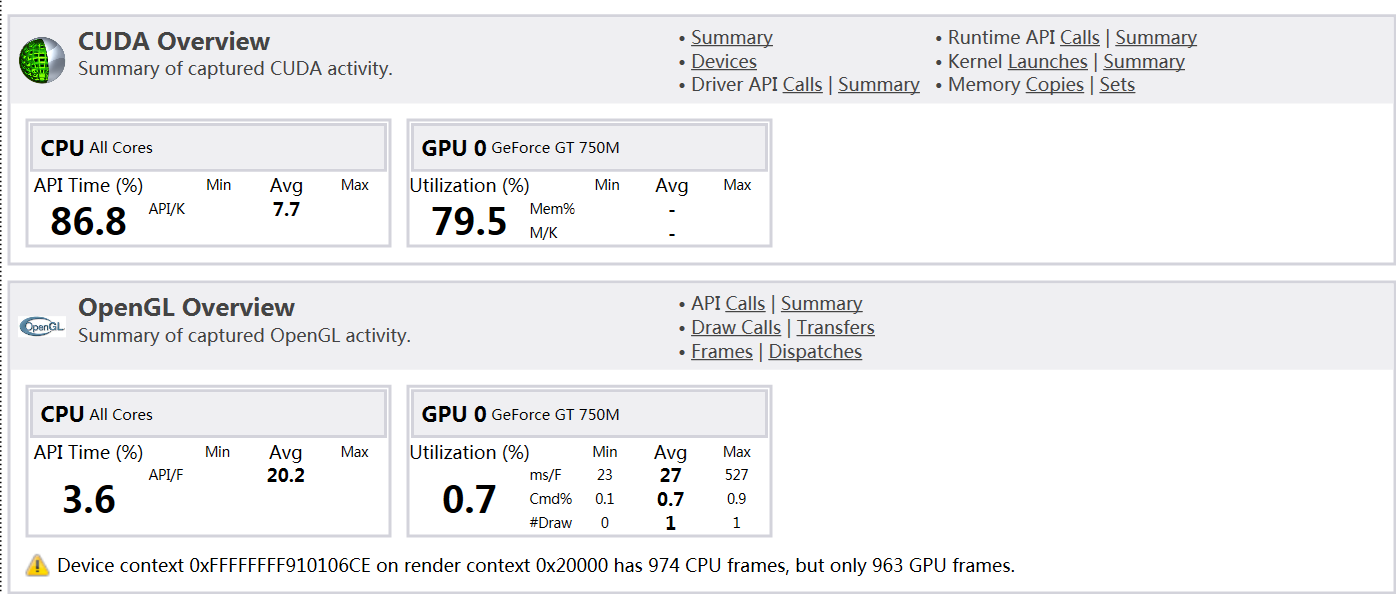 CUDA Overview
Summary of captured CUDA activity.
• Summary
• Devices
• Driver API Calls | Summary
• Runtime API Calls | Summary
• Kernel Launches | Summary
• Memory Copies | Sets
CPU All Cores
API Time (%) Min Avg Max
86.8 API/K 7.7
GPU 0 GeForce GT 750M
Utilization (%) Min Avg Max
79.5 Mem% -
M/K -
OpenGL
OpenGL Overview
Summary of captured OpenGL activity.
• API Calls | Summary
• Draw Calls | Transfers
• Frames | Dispatches
CPU All Cores
API Time (%) Min Avg Max
3.6 API/F 20.2
GPU 0 GeForce GT 750M
Utilization (%) Min Avg Max
0.7 ms/F 23 27 527
Cmd% 0.1 0.7 0.9
#Draw 0 1 1
Device context 0xFFFFFFFF910106CE on render context 0x20000 has 974 CPU frames, but only 963 GPU frames.